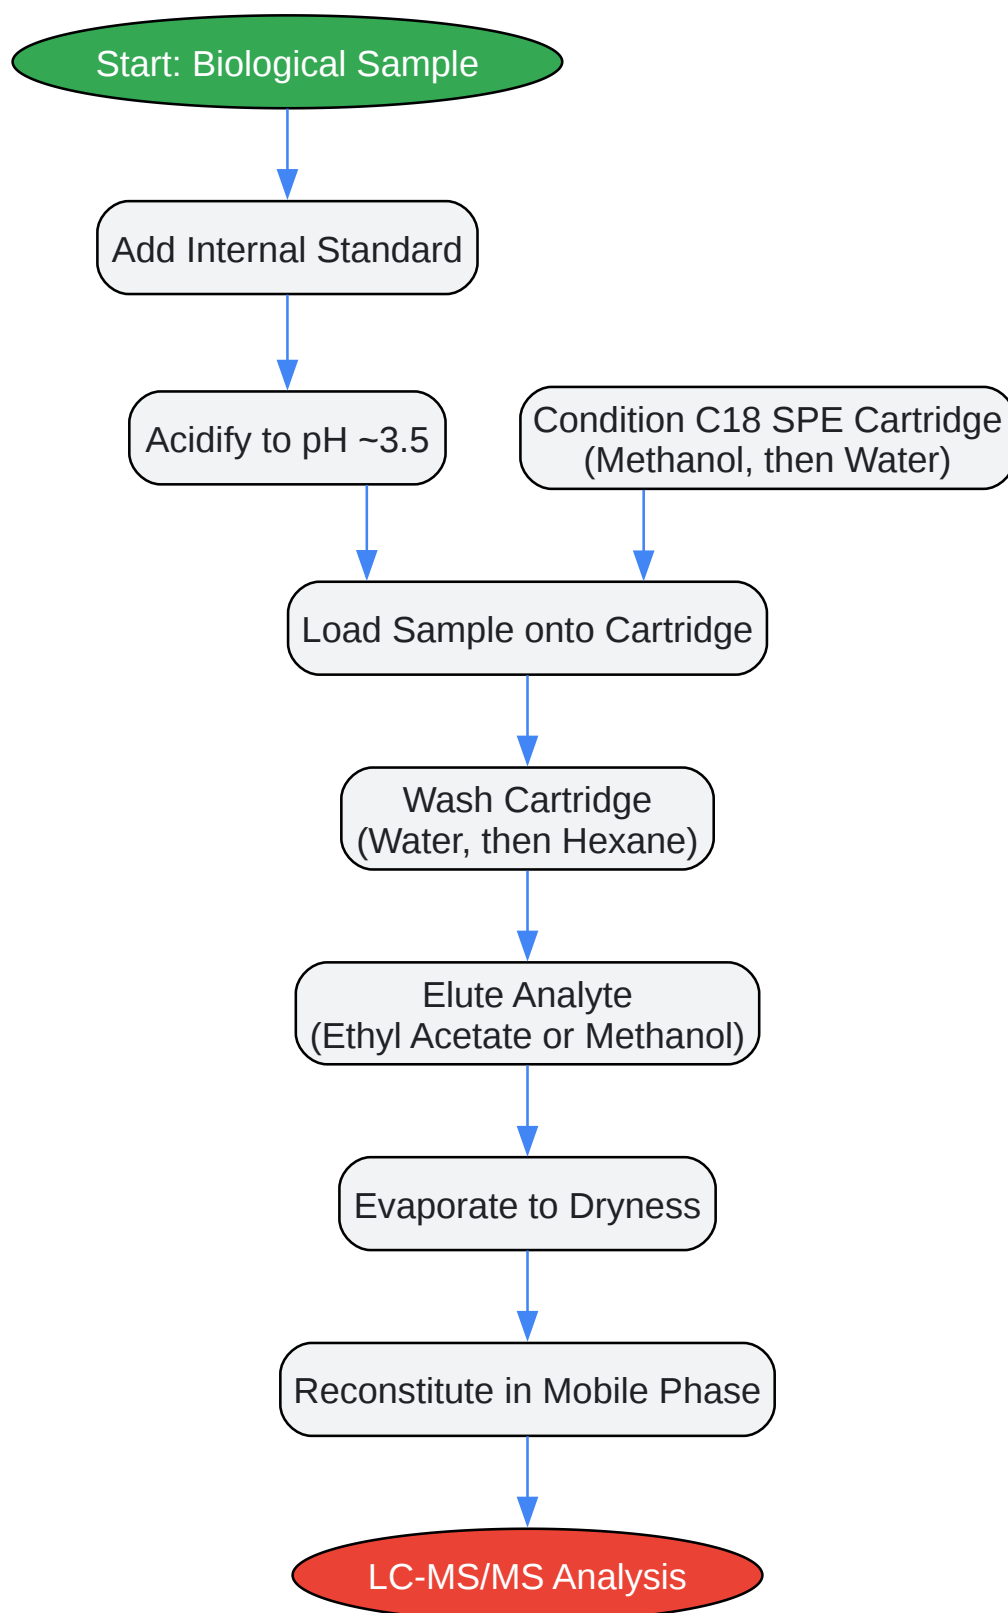 Start: Biological Sample
Add Internal Standard
Acidify to pH ~3.5
Condition C18 SPE Cartridge
(Methanol, then Water)
Load Sample onto Cartridge
Wash Cartridge
(Water, then Hexane)
Elute Analyte
(Ethyl Acetate or Methanol)
Evaporate to Dryness
Reconstitute in Mobile Phase
LC-MS/MS Analysis